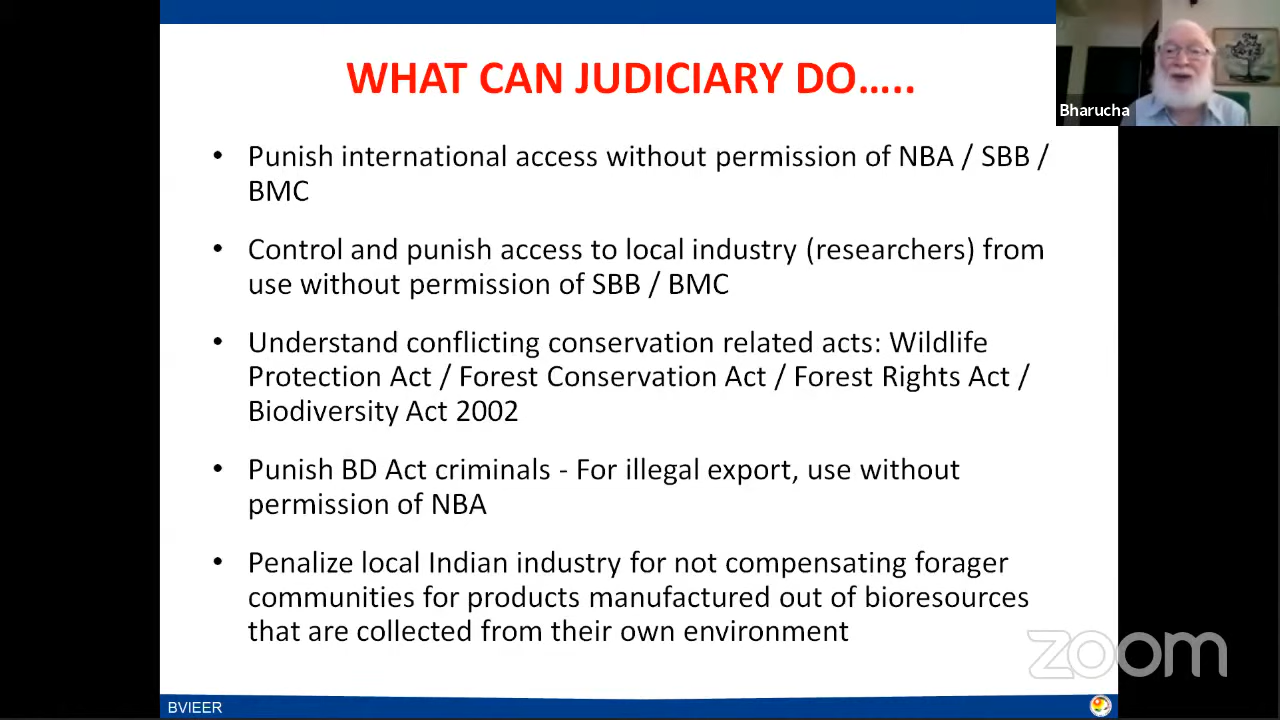 WHAT CAN JUDICIARY DO…..
Bharucha
• Punish international access without permission of NBA / SBB /
BMC
• Control and punish access to local industry (researchers) from
use without permission of SBB / BMC
• Understand conflicting conservation related acts: Wildlife
Protection Act / Forest Conservation Act / Forest Rights Act /
Biodiversity Act 2002
• Punish BD Act criminals - For illegal export, use without
permission of NBA
• Penalize local Indian industry for not compensating forager
communities for products manufactured out of bioresources
that are collected from their own environment
zoom
BVIEER